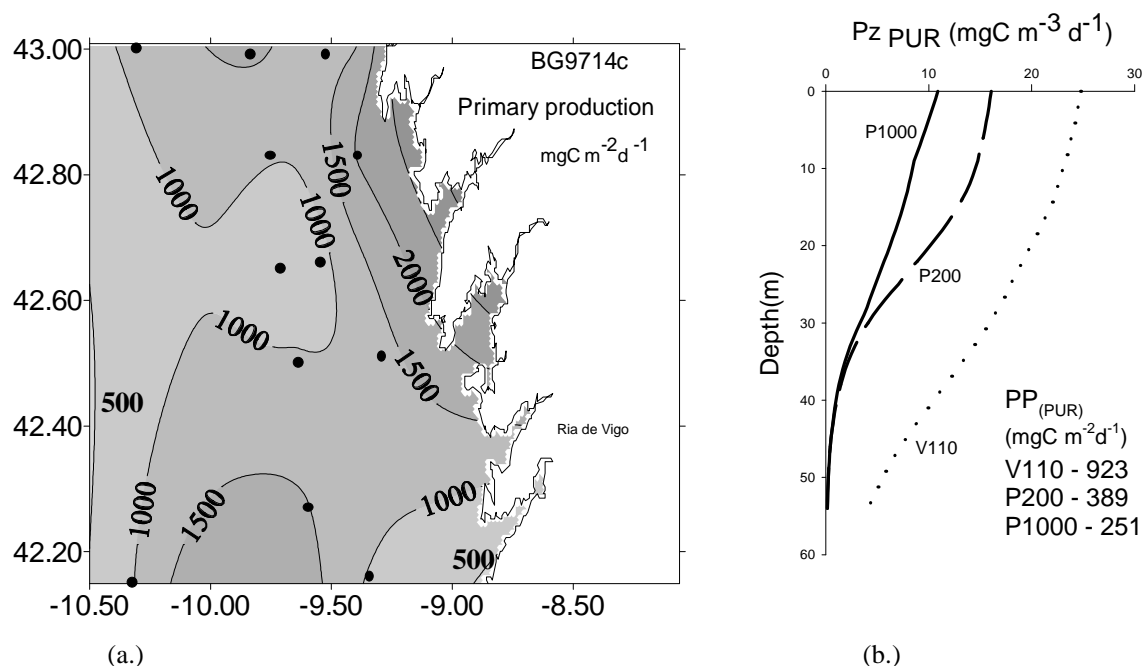 43.00
42.80
42.60
42.40
42.20
-10.50 -10.00 -9.50 -9.00 -8.50
BG9714c
Primary production
mgC m-2d-1
Ria de Vigo
1000
1500
1000
2000
1000
1500
500
1000
1500
1000
500
(a.)
Pz PUR (mgC m-3 d-1)
0 10 20 30
0
10
20
30
40
50
60
Depth(m)
P1000
P200
V110
PP(PUR)
(mgC m-2d-1)
V110 - 923
P200 - 389
P1000 - 251
(b.)